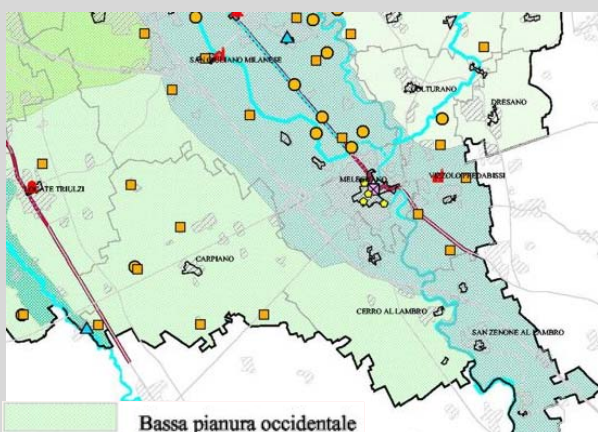 SAN GIULIANO MILANESE
COLTURANO
DRESANO
MELEGNANO
VIZZOLO PREDABISSI
CARPIANO
CERRO AL LAMBRO
SAN ZENONE AL LAMBRO
Bassa pianura occidentale